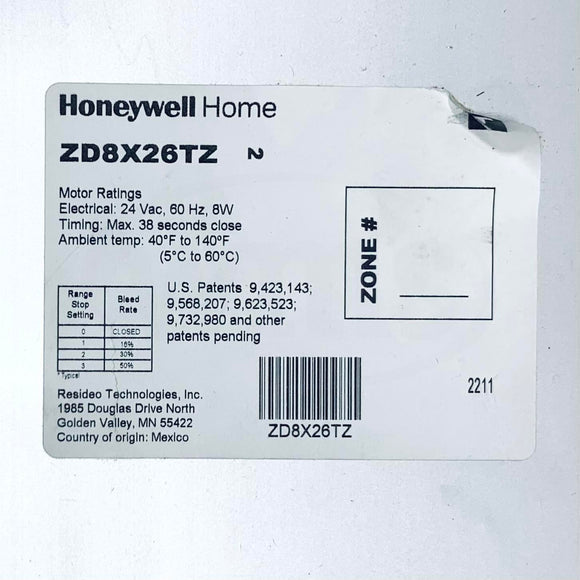 Honeywell Home
ZD8X26TZ 2
Motor Ratings
Electrical: 24 Vac, 60 Hz, 8W
Timing: Max. 38 seconds close
Ambient temp: 40°F to 140°F
(5°C to 60°C)
ZONE # ______
Range Stop Setting Bleed Rate
0 CLOSED
1 16%
2 30%
3 50%
* Typical
U.S. Patents 9,423,143;
9,568,207; 9,623,523;
9,732,980 and other
patents pending
Resideo Technologies, Inc.
1985 Douglas Drive North
Golden Valley, MN 55422
Country of origin: Mexico
ZD8X26TZ
2211